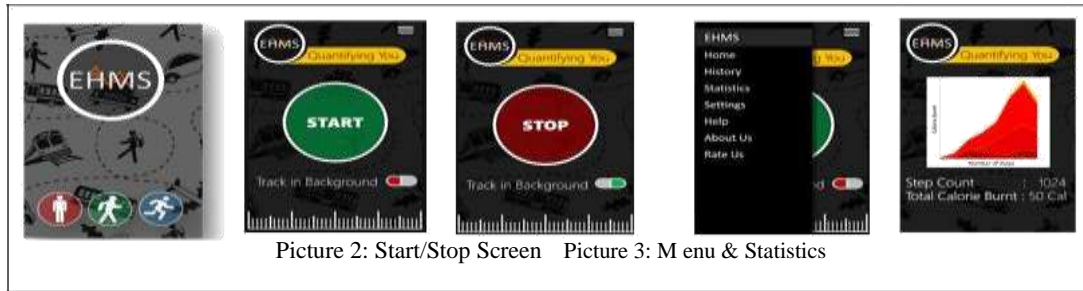 EHMS
EHMS
Quantifying You
START
Track in Background
EHMS
Quantifying You
STOP
Track in Background
EHMS
Home
History
Statistics
Settings
Help
About Us
Rate Us
g You
EHMS
Quantifying You
Step Count : 1024
Total Calorie Burnt : 50 Cal
Picture 2: Start/Stop Screen Picture 3: M enu & Statistics